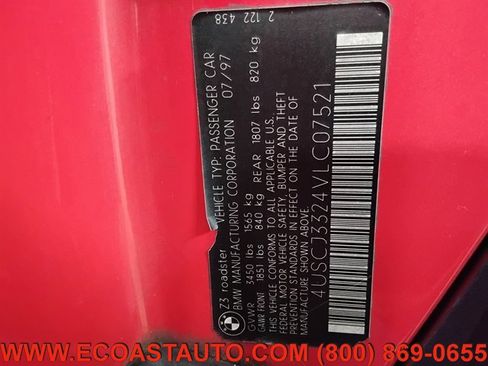 Z3 roadster
VEHICLE TYPE: PASSENGER CAR
BMW MANUFACTURING CORPORATION 07/97
GVWR 3450 lbs 1565 kg
GAWR FRONT 1851 lbs 840 kg REAR 1807 lbs 820 kg
THIS VEHICLE CONFORMS TO ALL APPLICABLE U.S.
FEDERAL MOTOR VEHICLE SAFETY, BUMPER AND THEFT
PREVENTION STANDARDS IN EFFECT ON THE DATE OF
MANUFACTURE SHOWN ABOVE.
4USCJ3324VLC07521
2 122 438
WWW.ECOASTAUTO.COM (800) 869-0655